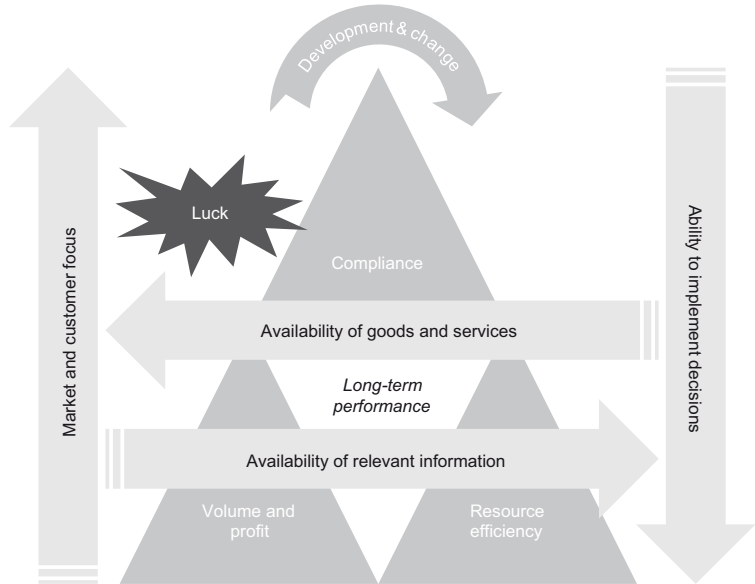 Development & change
Luck
Compliance
Market and customer focus
Ability to implement decisions
Availability of goods and services
Long-term
performance
Availability of relevant information
Volume and
profit
Resource
efficiency